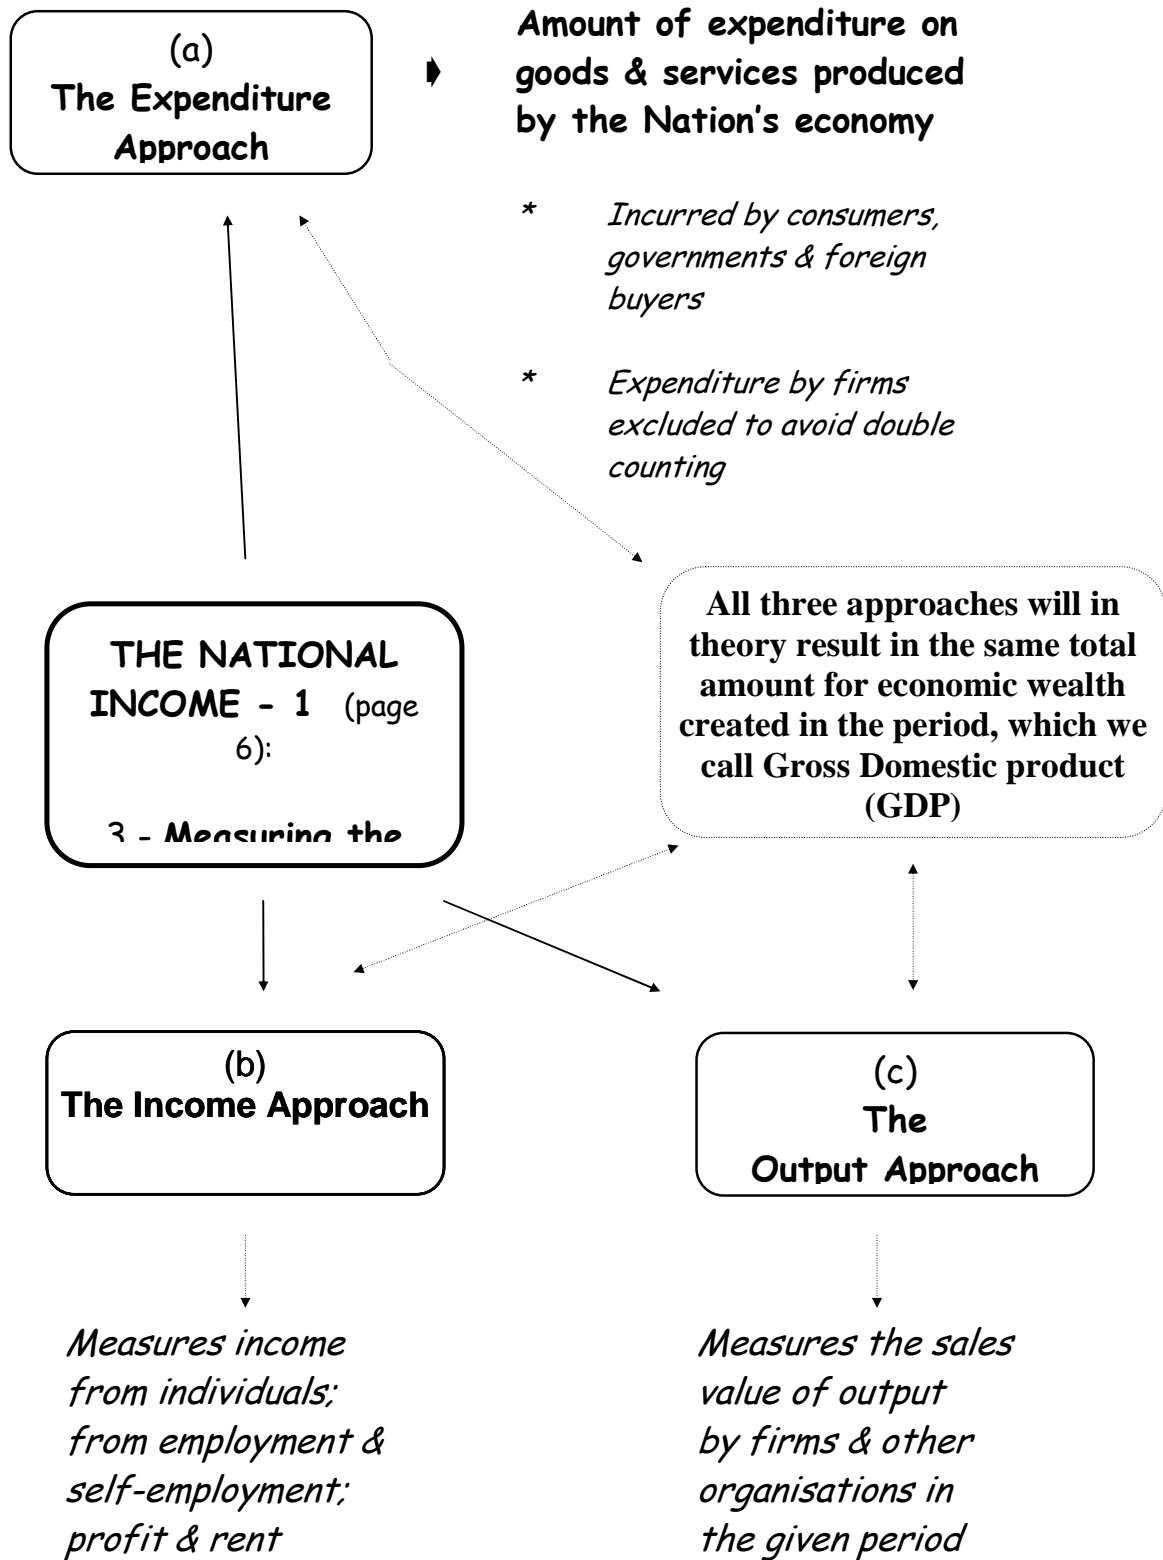 (a)
The Expenditure
Approach
Amount of expenditure on
goods & services produced
by the Nation's economy
* Incurred by consumers,
governments & foreign
buyers
* Expenditure by firms
excluded to avoid double
counting
THE NATIONAL
INCOME - 1 (page
6):
3 - Measuring the
All three approaches will in
theory result in the same total
amount for economic wealth
created in the period, which we
call Gross Domestic product
(GDP)
(b)
The Income Approach
(c)
The
Output Approach
Measures income
from individuals;
from employment &
self-employment;
profit & rent
Measures the sales
value of output
by firms & other
organisations in
the given period